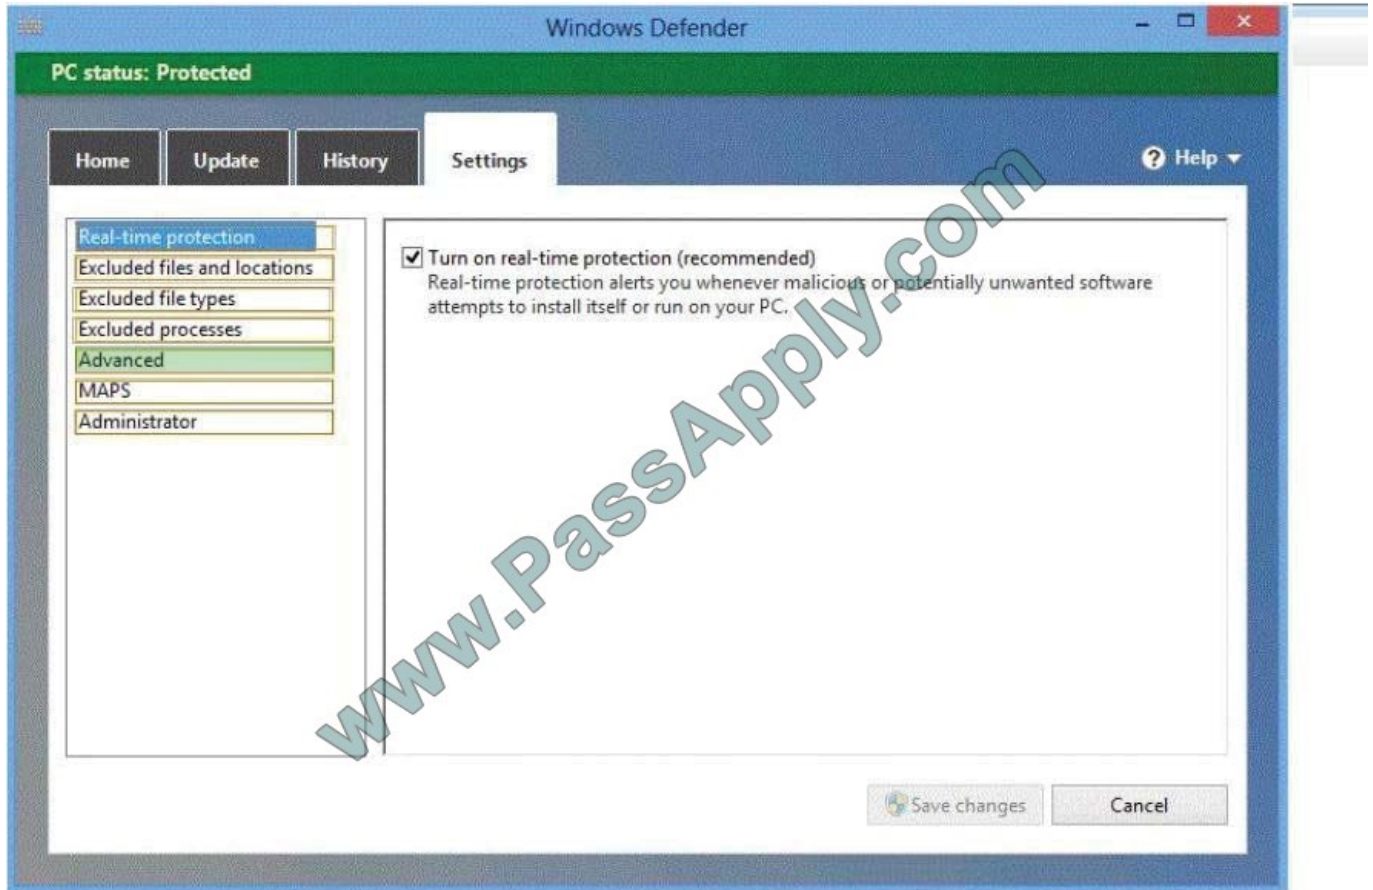 Windows Defender
PC status: Protected
Home
Update
History
Settings
Help
Real-time protection
Excluded files and locations
Excluded file types
Excluded processes
Advanced
MAPS
Administrator
Turn on real-time protection (recommended)
Real-time protection alerts you whenever malicious or potentially unwanted software
attempts to install itself or run on your PC.
www.PassApply.com
Save changes
Cancel